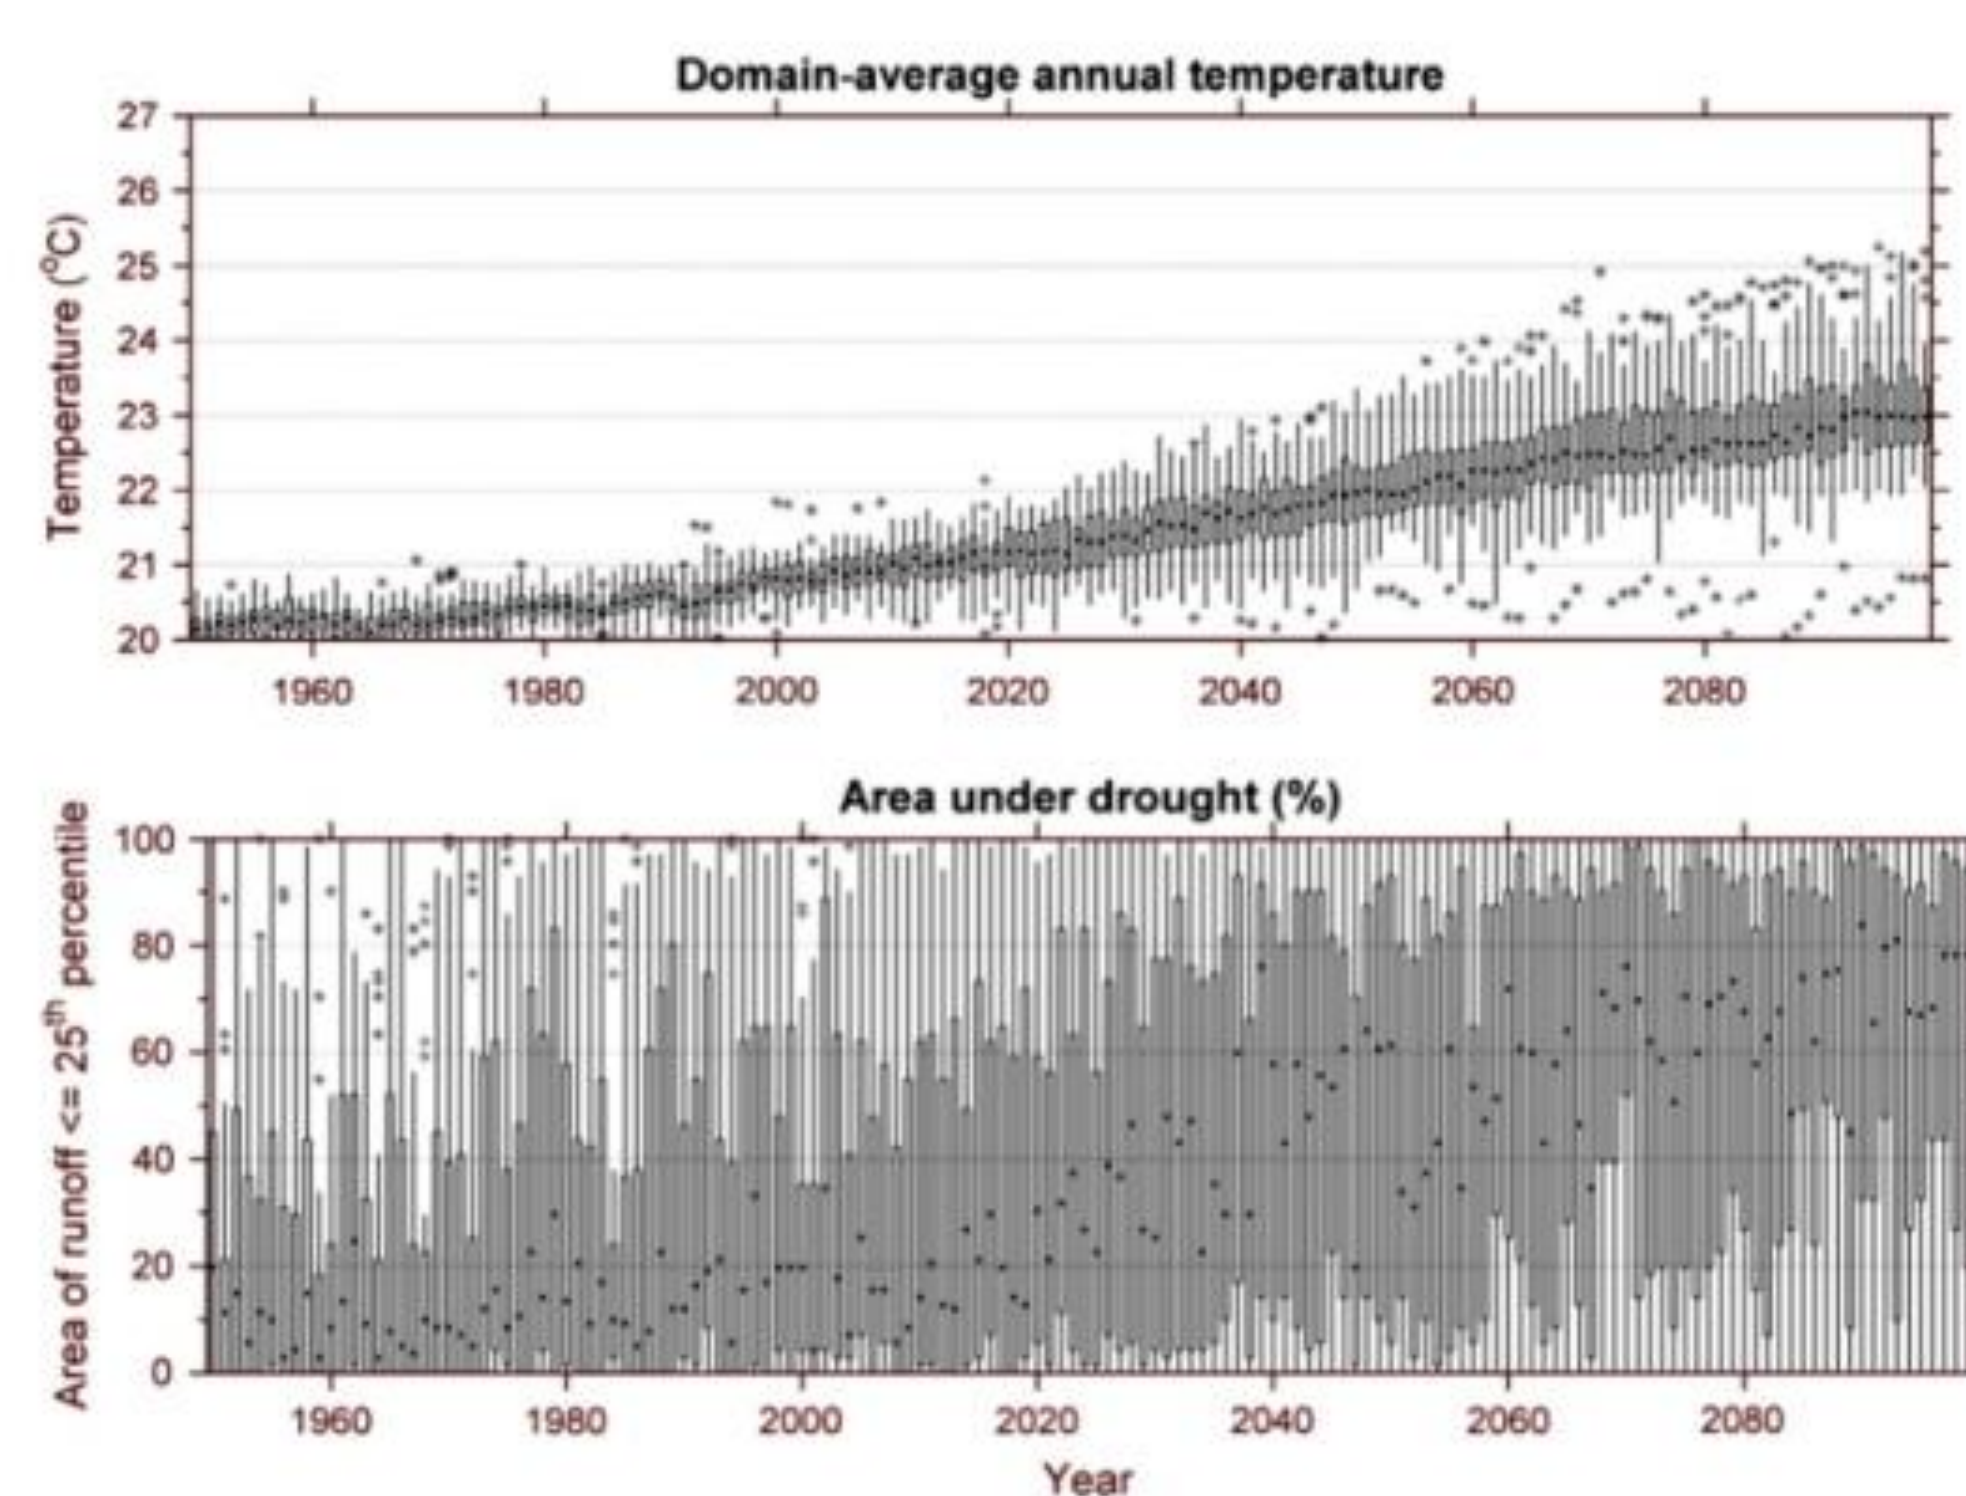 Domain-average annual temperature
Temperature (°C)
27
26
25
24
23
22
21
20
1960 1980 2000 2020 2040 2060 2080
Area under drought (%)
Area of runoff <= 25th percentile
100
80
60
40
20
0
1960 1980 2000 2020 2040 2060 2080
Year